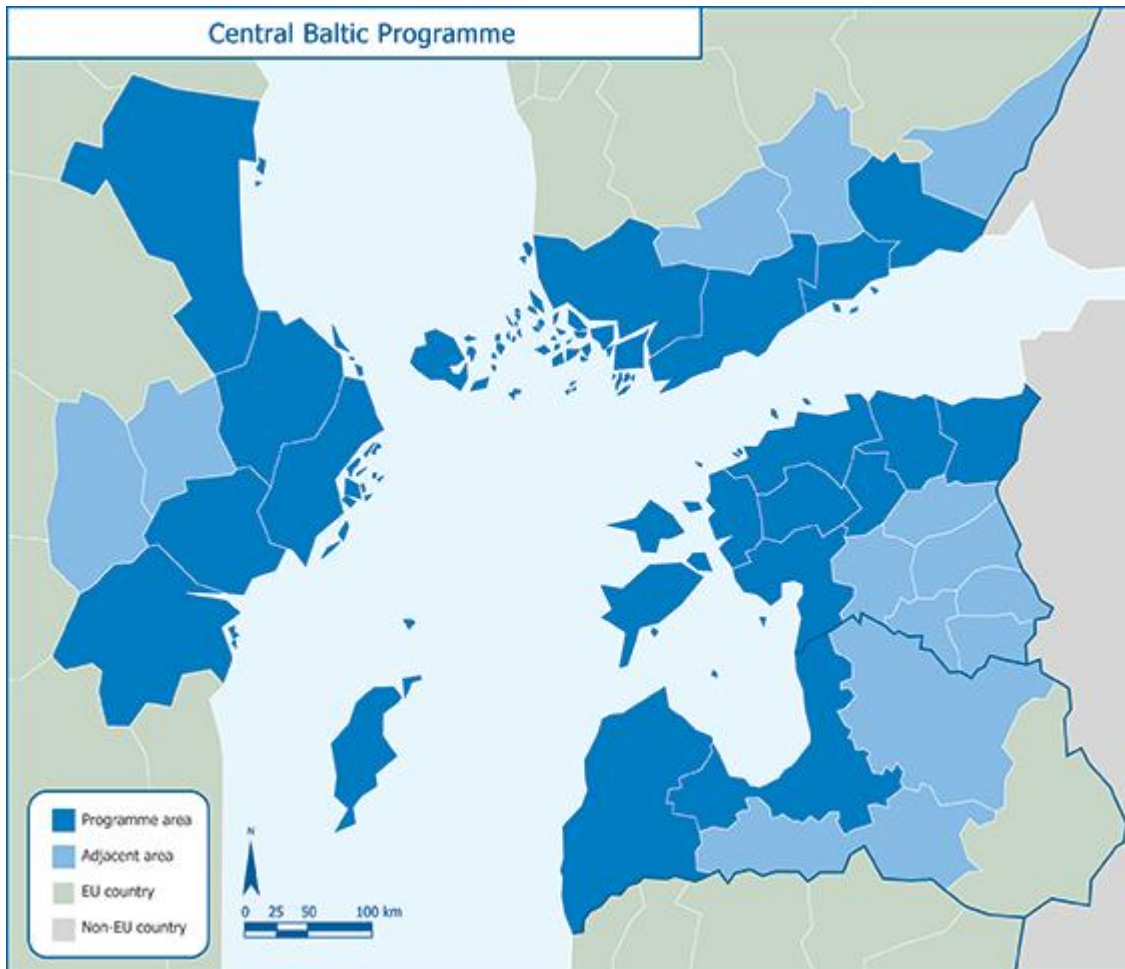 Central Baltic Programme
Programme area
Adjacent area
EU country
Non-EU country
N
0 25 50 100 km